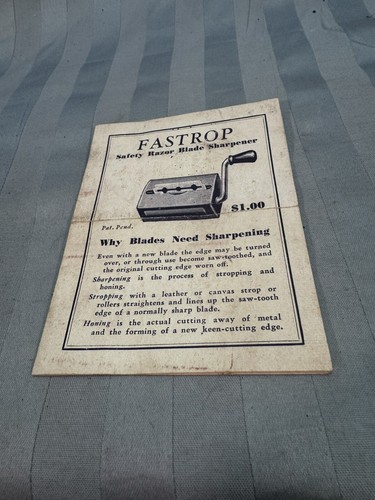 FASTROP
Safety Razor Blade Sharpener
$1.00
Pat. Pend.
Why Blades Need Sharpening
Even with a new blade the edge may be turned
over, or through use become saw-toothed, and
the original cutting edge worn off.
Sharpening is the process of stropping and
honing.
Stropping with a leather or canvas strop or
rollers straightens and lines up the saw-tooth
edge of a normally sharp blade.
Honing is the actual cutting away of metal
and the forming of a new keen-cutting edge.